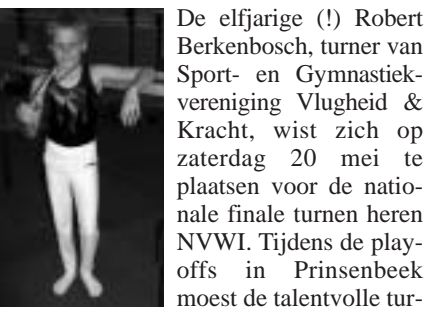 De elfjarige (!) Robert
Berkenbosch, turner van
Sport- en Gymnastiek-
vereniging Vlugheid &
Kracht, wist zich op
zaterdag 20 mei te
plaatsen voor de natio-
nale finale turnen heren
NVWI. Tijdens de play-
offs in Prinsenbeek
moest de talentvolle tur-